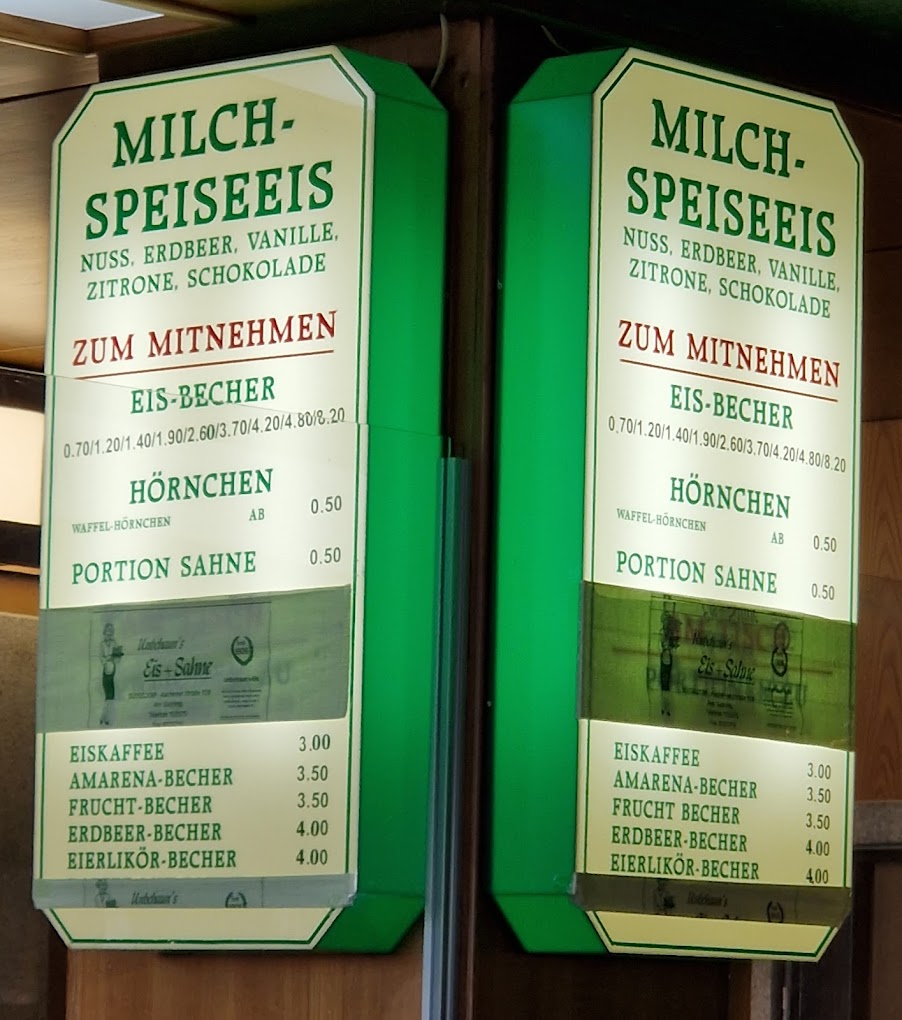 MILCH-
SPEISEEIS
NUSS, ERDBEER, VANILLE,
ZITRONE, SCHOKOLADE
ZUM MITNEHMEN
EIS-BECHER
0.70/1.20/1.40/1.90/2.60/3.70/4.20/4.80/8.20
HÖRNCHEN
WAFFEL-HÖRNCHEN AB 0.50
PORTION SAHNE 0.50
Unbehaun's
Eis + Sahne
EISKAFFEE 3.00
AMARENA-BECHER 3.50
FRUCHT-BECHER 3.50
ERDBEER-BECHER 4.00
EIERLIKÖR-BECHER 4.00
Unbehaun's
MILCH-
SPEISEEIS
NUSS, ERDBEER, VANILLE,
ZITRONE, SCHOKOLADE
ZUM MITNEHMEN
EIS-BECHER
0.70/1.20/1.40/1.90/2.60/3.70/4.20/4.80/8.20
HÖRNCHEN
WAFFEL-HÖRNCHEN AB 0.50
PORTION SAHNE 0.50
Unbehaun's
Eis + Sahne
EISKAFFEE 3.00
AMARENA-BECHER 3.50
FRUCHT BECHER 3.50
ERDBEER-BECHER 4.00
EIERLIKÖR-BECHER 4.00
Unbehaun's
Eis + Sahne